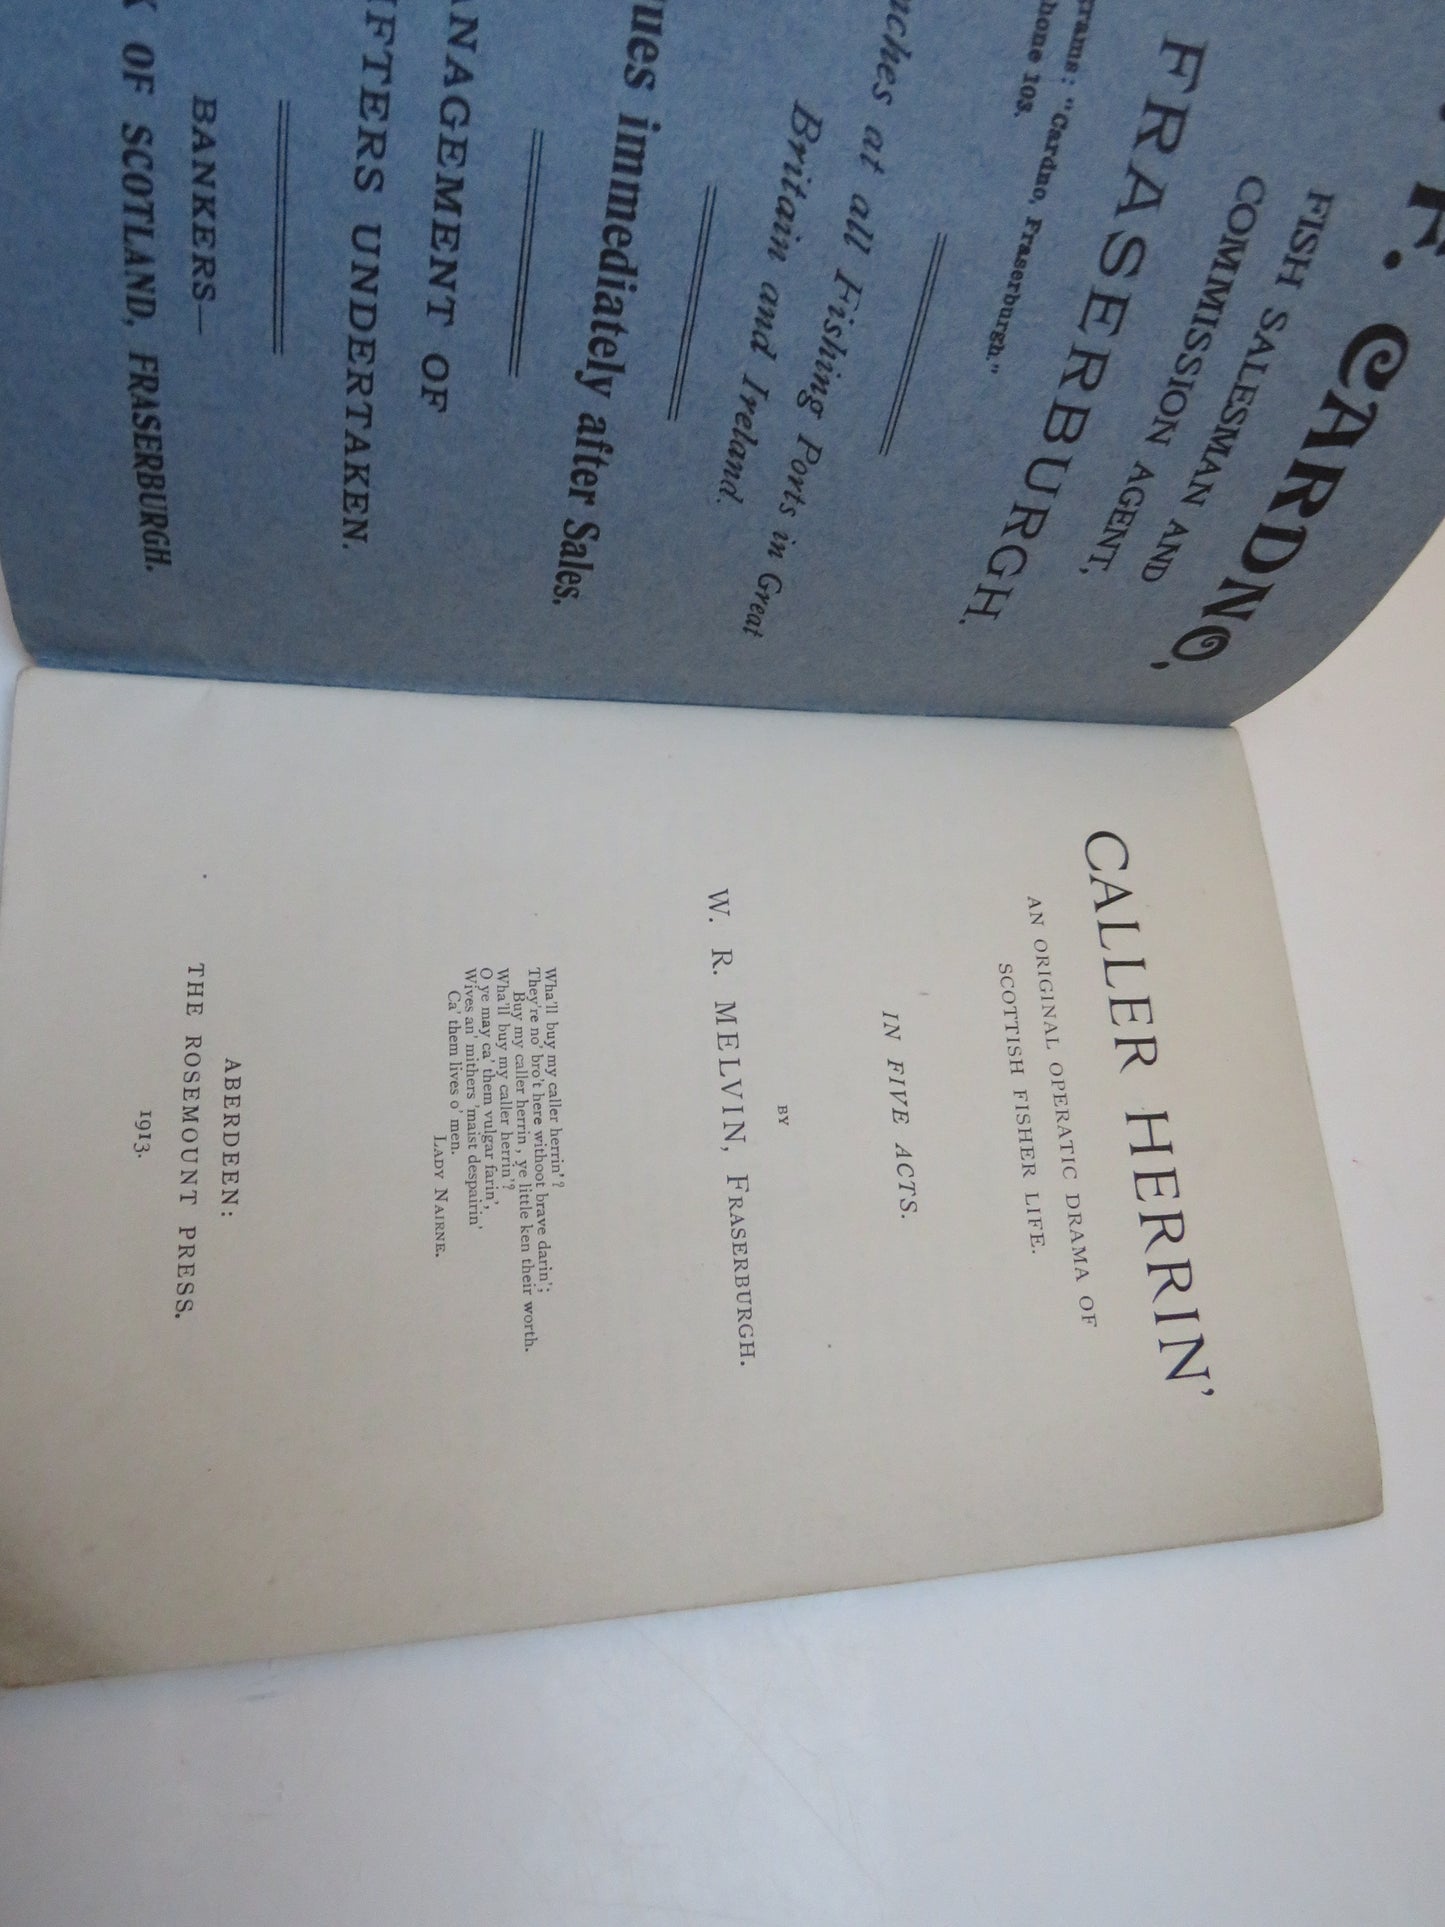 F. CARDNO,
FISH SALESMAN AND
COMMISSION AGENT,
FRASERBURGH.
grams: "Cardno, Fraserburgh."
hone 103.
nches at all Fishing Ports in Great
Britain and Ireland.
ues immediately after Sales.
ANAGEMENT OF
IFTERS UNDERTAKEN.
BANKERS—
K OF SCOTLAND, FRASERBURGH.
CALLER HERRIN'
AN ORIGINAL OPERATIC DRAMA OF
SCOTTISH FISHER LIFE.
IN FIVE ACTS.
BY
W. R. MELVIN, FRASERBURGH.
Wha'll buy my caller herrin'?
They're no' bro't here withoot brave darin';
Buy my caller herrin, ye little ken their worth.
Wha'll buy my caller herrin'?
O ye may ca' them vulgar farin',
Wives an' mithers 'maist despairin'
Ca' them lives o' men.
LADY NAIRNE.
ABERDEEN:
THE ROSEMOUNT PRESS.
1913.